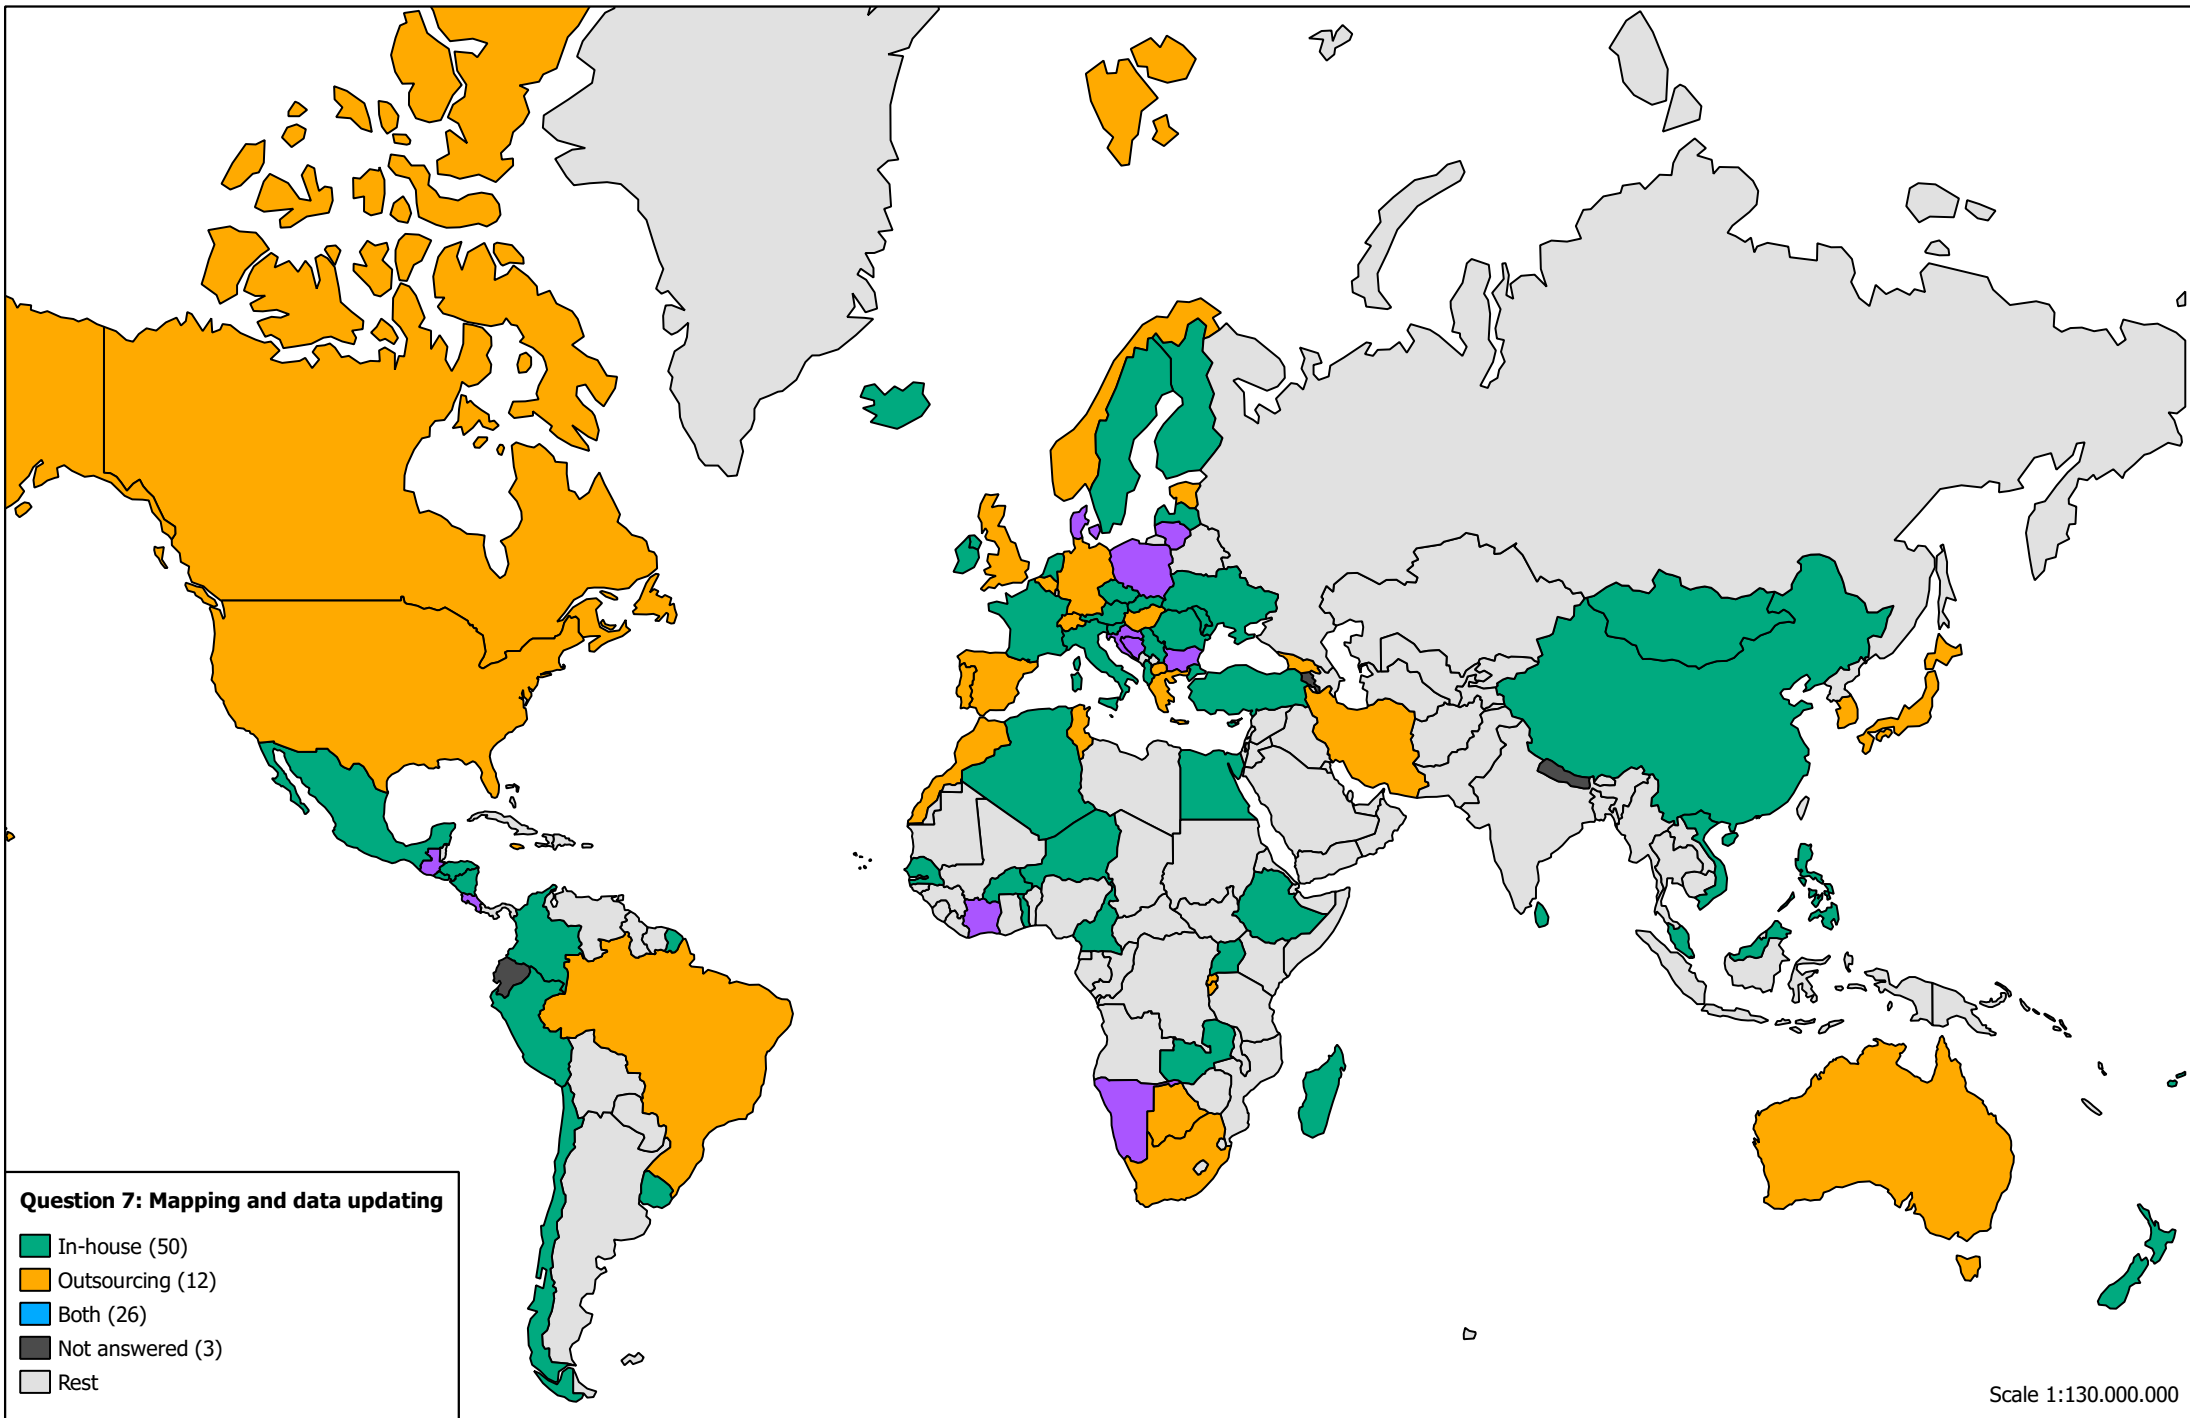 Question 7: Mapping and data updating
In-house (50)
Outsourcing (12)
Both (26)
Not answered (3)
Rest
Scale 1:130.000.000